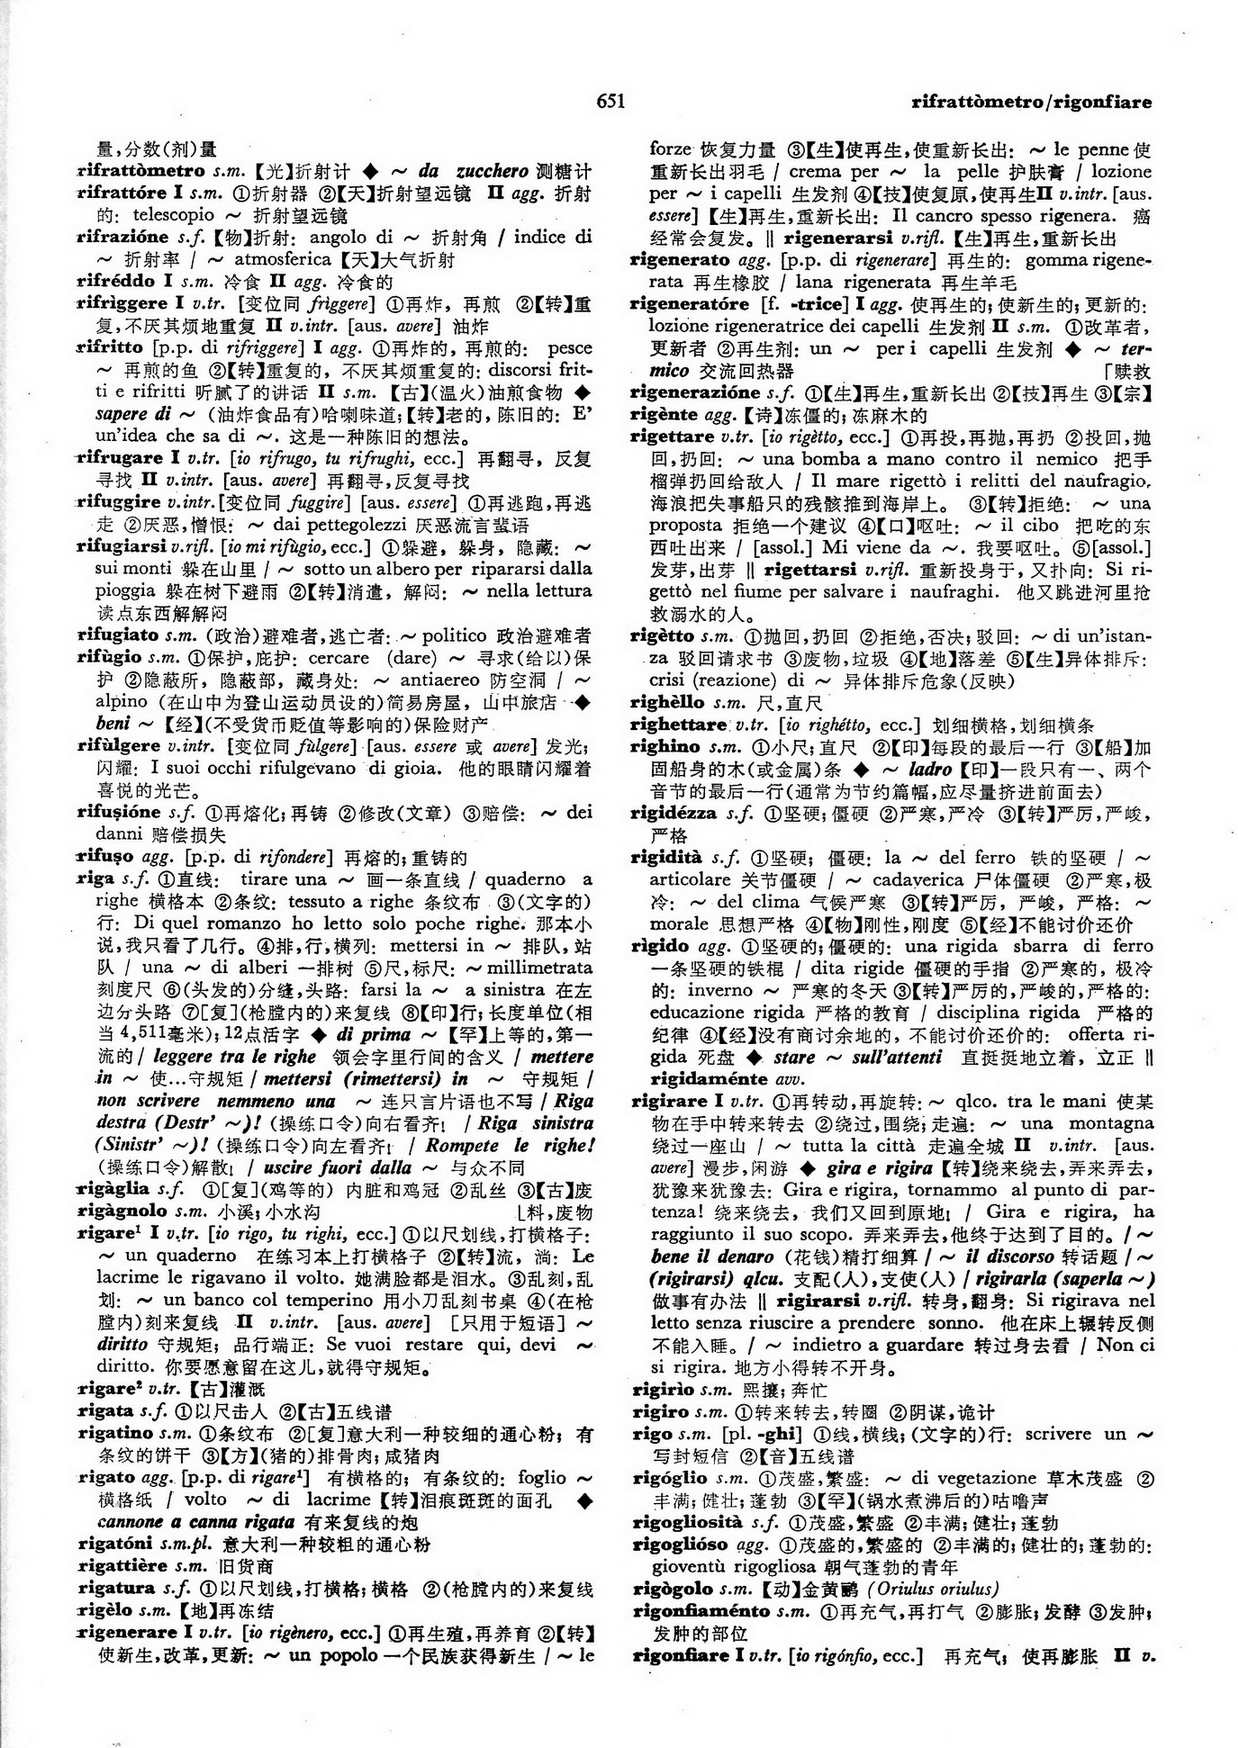 651
rifrattòmetro/rigonfiare
量,分数(剂)量
rifrattòmetro s.m. 【光】折射计 ◆ ~ da zucchero 测糖计
rifrattóre I s.m. ①折射器 ②【天】折射望远镜 II agg. 折射
的: telescopio ~ 折射望远镜
rifrazióne s.f. 【物】折射: angolo di ~ 折射角 / indice di
~ 折射率 / ~ atmosferica 【天】大气折射
rifréddo I s.m. 冷食 II agg. 冷食的
rifrìggere I v.tr. [变位同 frìggere] ①再炸, 再煎 ②【转】重
复,不厌其烦地重复 II v.intr. [aus. avere] 油炸
rifritto [p.p. di rifriggere] I agg. ①再炸的, 再煎的: pesce
~ 再煎的鱼 ②【转】重复的, 不厌其烦重复的: discorsi frit-
ti e rifritti 听腻了的讲话 II s.m. 【古】(温火)油煎食物 ◆
sapere di ~ (油炸食品有)哈喇味道;【转】老的, 陈旧的: E'
un'idea che sa di ~. 这是一种陈旧的想法。
rifrugare I v.tr. [io rifrugo, tu rifrughi, ecc.] 再翻寻, 反复
寻找 II v.intr. [aus. avere] 再翻寻,反复寻找
rifuggire v.intr.[变位同 fuggire] [aus. essere] ①再逃跑,再逃
走 ②厌恶,憎恨: ~ dai pettegolezzi 厌恶流言蜚语
rifugiarsi v.rifl. [io mi rifùgio, ecc.] ①躲避, 躲身, 隐藏: ~
sui monti 躲在山里 / ~ sotto un albero per ripararsi dalla
pioggia 躲在树下避雨 ②【转】消遣, 解闷: ~ nella lettura
读点东西解解闷
rifugiato s.m. (政治)避难者,逃亡者: ~ politico 政治避难者
rifùgio s.m. ①保护,庇护: cercare (dare) ~ 寻求(给以)保
护 ②隐蔽所, 隐蔽部, 藏身处: ~ antiaereo 防空洞 / ~
alpino (在山中为登山运动员设的)简易房屋, 山中旅店 ◆
beni ~ 【经】(不受货币贬值等影响的)保险财产
rifùlgere v.intr. [变位同 fùlgere] [aus. essere 或 avere] 发光;
闪耀: I suoi occhi rifulgevano di gioia. 他的眼睛闪耀着
喜悦的光芒。
rifuṣióne s.f. ①再熔化;再铸 ②修改(文章) ③赔偿: ~ dei
danni 赔偿损失
rifuṣo agg. [p.p. di rifondere] 再熔的;重铸的
riga s.f. ①直线: tirare una ~ 画一条直线 / quaderno a
righe 横格本 ②条纹: tessuto a righe 条纹布 ③(文字的)
行: Di quel romanzo ho letto solo poche righe. 那本小
说,我只看了几行。④排,行,横列: mettersi in ~ 排队,站
队 / una ~ di alberi 一排树 ⑤尺,标尺: ~ millimetrata
刻度尺 ⑥(头发的)分缝,头路: farsi la ~ a sinistra 在左
边分头路 ⑦[复](枪膛内的)来复线 ⑧【印】行;长度单位(相
当 4,511毫米);12点活字 ◆ di prima ~ 【罕】上等的,第一
流的 / leggere tra le righe 领会字里行间的含义 / mettere
in ~ 使…守规矩 / mettersi (rimettersi) in ~ 守规矩 /
non scrivere nemmeno una ~ 连只言片语也不写 / Riga
destra (Destr' ~)! (操练口令)向右看齐! / Riga sinistra
(Sinistr' ~)! (操练口令)向左看齐! / Rompete le righe!
(操练口令)解散! / uscire fuori dalla ~ 与众不同
rigàglia s.f. ①[复](鸡等的) 内脏和鸡冠 ②乱丝 ③【古】废
rigàgnolo s.m. 小溪;小水沟 ⌊料,废物
rigare¹ I v.tr. [io rigo, tu righi, ecc.] ①以尺划线,打横格子:
~ un quaderno 在练习本上打横格子 ②【转】流, 淌: Le
lacrime le rigavano il volto. 她满脸都是泪水。③乱刻,乱
划: ~ un banco col temperino 用小刀乱刻书桌 ④(在枪
膛内)刻来复线 II v.intr. [aus. avere] [只用于短语] ~
diritto 守规矩; 品行端正: Se vuoi restare qui, devi ~
diritto. 你要愿意留在这儿,就得守规矩。
rigare² v.tr. 【古】灌溉
rigata s.f. ①以尺击人 ②【古】五线谱
rigatino s.m. ①条纹布 ②[复]意大利一种较细的通心粉; 有
条纹的饼干 ③【方】(猪的)排骨肉;咸猪肉
rigato agg. [p.p. di rigare¹] 有横格的; 有条纹的: foglio ~
横格纸 / volto ~ di lacrime 【转】泪痕斑斑的面孔 ◆
cannone a canna rigata 有来复线的炮
rigatóni s.m.pl. 意大利一种较粗的通心粉
rigattière s.m. 旧货商
rigatura s.f. ①以尺划线,打横格;横格 ②(枪膛内的)来复线
rigèlo s.m. 【地】再冻结
rigenerare I v.tr. [io rigènero, ecc.] ①再生殖,再养育 ②【转】
使新生,改革,更新: ~ un popolo 一个民族获得新生 / ~ le
forze 恢复力量 ③【生】使再生,使重新长出: ~ le penne 使
重新长出羽毛 / crema per ~ la pelle 护肤膏 / lozione
per ~ i capelli 生发剂 ④【技】使复原,使再生 II v.intr. [aus.
essere] 【生】再生,重新长出: Il cancro spesso rigenera. 癌
经常会复发。‖ rigenerarsi v.rifl. 【生】再生,重新长出
rigenerato agg. [p.p. di rigenerare] 再生的: gomma rigene-
rata 再生橡胶 / lana rigenerata 再生羊毛
rigeneratóre [f. -trice] I agg. 使再生的;使新生的;更新的:
lozione rigeneratrice dei capelli 生发剂 II s.m. ①改革者,
更新者 ②再生剂: un ~ per i capelli 生发剂 ◆ ~ ter-
mico 交流回热器 ⌈赎救
rigenerazióne s.f. ①【生】再生,重新长出 ②【技】再生 ③【宗】
rigènte agg. 【诗】冻僵的; 冻麻木的
rigettare v.tr. [io rigètto, ecc.] ①再投,再抛,再扔 ②投回,抛
回,扔回: ~ una bomba a mano contro il nemico 把手
榴弹扔回给敌人 / Il mare rigettò i relitti del naufragio.
海浪把失事船只的残骸推到海岸上。 ③【转】拒绝: ~ una
proposta 拒绝一个建议 ④【口】呕吐: ~ il cibo 把吃的东
西吐出来 / [assol.] Mi viene da ~. 我要呕吐。⑤[assol.]
发芽,出芽 ‖ rigettarsi v.rifl. 重新投身于,又扑向: Si ri-
gettò nel fiume per salvare i naufraghi. 他又跳进河里抢
救溺水的人。
rigètto s.m. ①抛回,扔回 ②拒绝,否决;驳回: ~ di un'istan-
za 驳回请求书 ③废物,垃圾 ④【地】落差 ⑤【生】异体排斥:
crisi (reazione) di ~ 异体排斥危象(反映)
righèllo s.m. 尺,直尺
righettare v.tr. [io righétto, ecc.] 划细横格,划细横条
righino s.m. ①小尺;直尺 ②【印】每段的最后一行 ③【船】加
固船身的木(或金属)条 ◆ ~ ladro 【印】一段只有一、两个
音节的最后一行(通常为节约篇幅,应尽量挤进前面去)
rigidézza s.f. ①坚硬;僵硬 ②严寒,严冷 ③【转】严厉,严峻,
严格
rigidità s.f. ①坚硬; 僵硬: la ~ del ferro 铁的坚硬 / ~
articolare 关节僵硬 / ~ cadaverica 尸体僵硬 ②严寒,极
冷: ~ del clima 气候严寒 ③【转】严厉, 严峻, 严格: ~
morale 思想严格 ④【物】刚性,刚度 ⑤【经】不能讨价还价
rìgido agg. ①坚硬的;僵硬的: una rigida sbarra di ferro
一条坚硬的铁棍 / dita rigide 僵硬的手指 ②严寒的, 极冷
的: inverno ~ 严寒的冬天 ③【转】严厉的,严峻的,严格的:
educazione rigida 严格的教育 / disciplina rigida 严格的
纪律 ④【经】没有商讨余地的, 不能讨价还价的: offerta ri-
gida 死盘 ◆ stare ~ sull'attenti 直挺挺地立着, 立正 ‖
rigidaménte avv.
rigirare I v.tr. ①再转动,再旋转: ~ qlco. tra le mani 使某
物在手中转来转去 ②绕过,围绕;走遍: ~ una montagna
绕过一座山 / ~ tutta la città 走遍全城 II v.intr. [aus.
avere] 漫步,闲游 ◆ gira e rigira 【转】绕来绕去,弄来弄去,
犹豫来犹豫去: Gira e rigira, tornammo al punto di par-
tenza! 绕来绕去, 我们又回到原地! / Gira e rigira, ha
raggiunto il suo scopo. 弄来弄去,他终于达到了目的。/ ~
bene il denaro (花钱)精打细算 / ~ il discorso 转话题 / ~
(rigirarsi) qlcu. 支配(人),支使(人) / rigirarla (saperla ~)
做事有办法 ‖ rigirarsi v.rifl. 转身,翻身: Si rigirava nel
letto senza riuscire a prendere sonno. 他在床上辗转反侧
不能入睡。/ ~ indietro a guardare 转过身去看 / Non ci
si rigira. 地方小得转不开身。
rigirìo s.m. 熙攘;奔忙
rigiro s.m. ①转来转去,转圈 ②阴谋,诡计
rigo s.m. [pl. -ghi] ①线,横线; (文字的)行: scrivere un ~
写封短信 ②【音】五线谱
rigóglio s.m. ①茂盛,繁盛: ~ di vegetazione 草木茂盛 ②
丰满;健壮;蓬勃 ③【罕】(锅水煮沸后的)咕噜声
rigogliosità s.f. ①茂盛,繁盛 ②丰满;健壮;蓬勃
rigoglióso agg. ①茂盛的,繁盛的 ②丰满的;健壮的;蓬勃的:
gioventù rigogliosa 朝气蓬勃的青年
rigògolo s.m. 【动】金黄鹂 (Oriulus oriulus)
rigonfiaménto s.m. ①再充气,再打气 ②膨胀;发酵 ③发肿;
发肿的部位
rigonfiare I v.tr. [io rigónfio, ecc.] 再充气; 使再膨胀 II v.